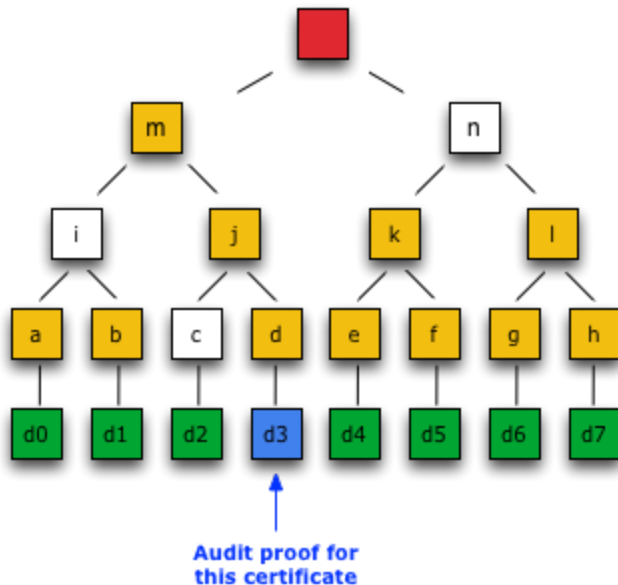 m n
i j k l
a b c d e f g h
d0 d1 d2 d3 d4 d5 d6 d7
Audit proof for
this certificate